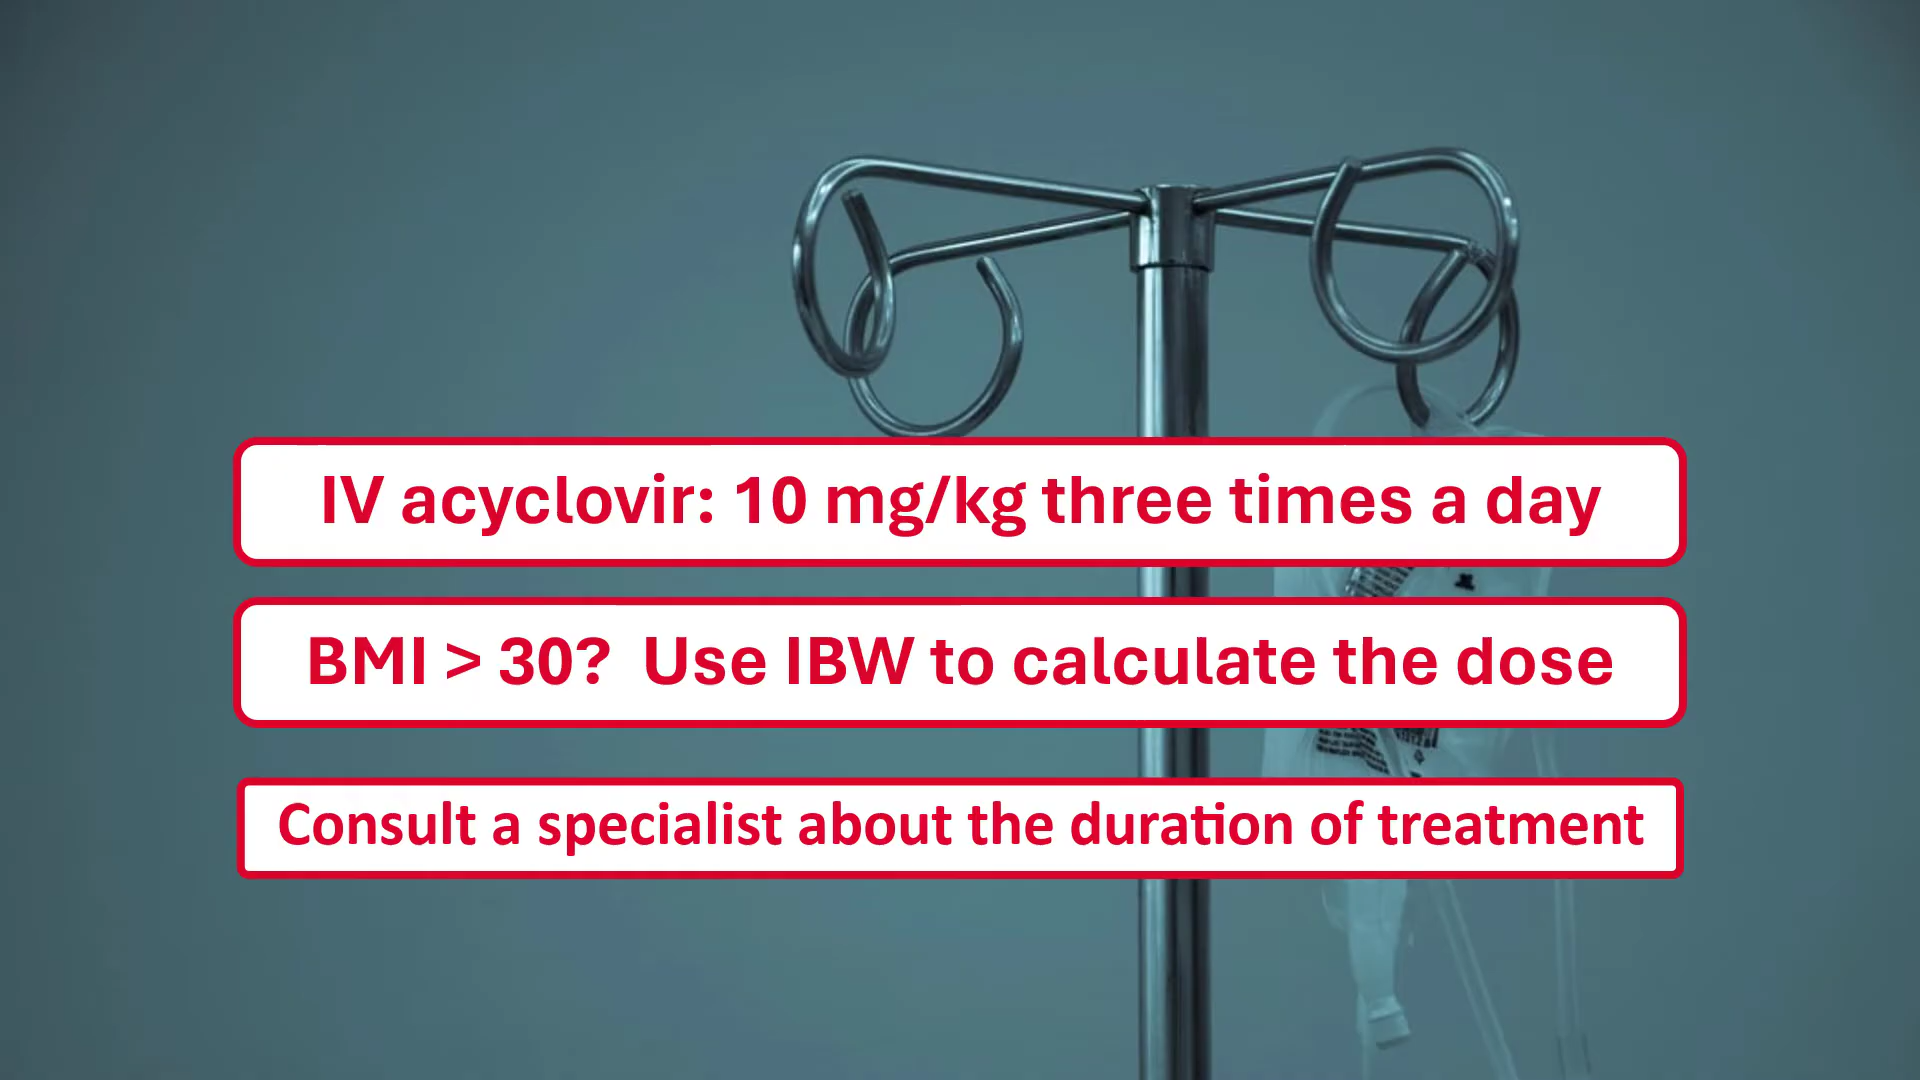 IV acyclovir: 10 mg/kg three times a day
BMI > 30? Use IBW to calculate the dose
Consult a specialist about the duration of treatment